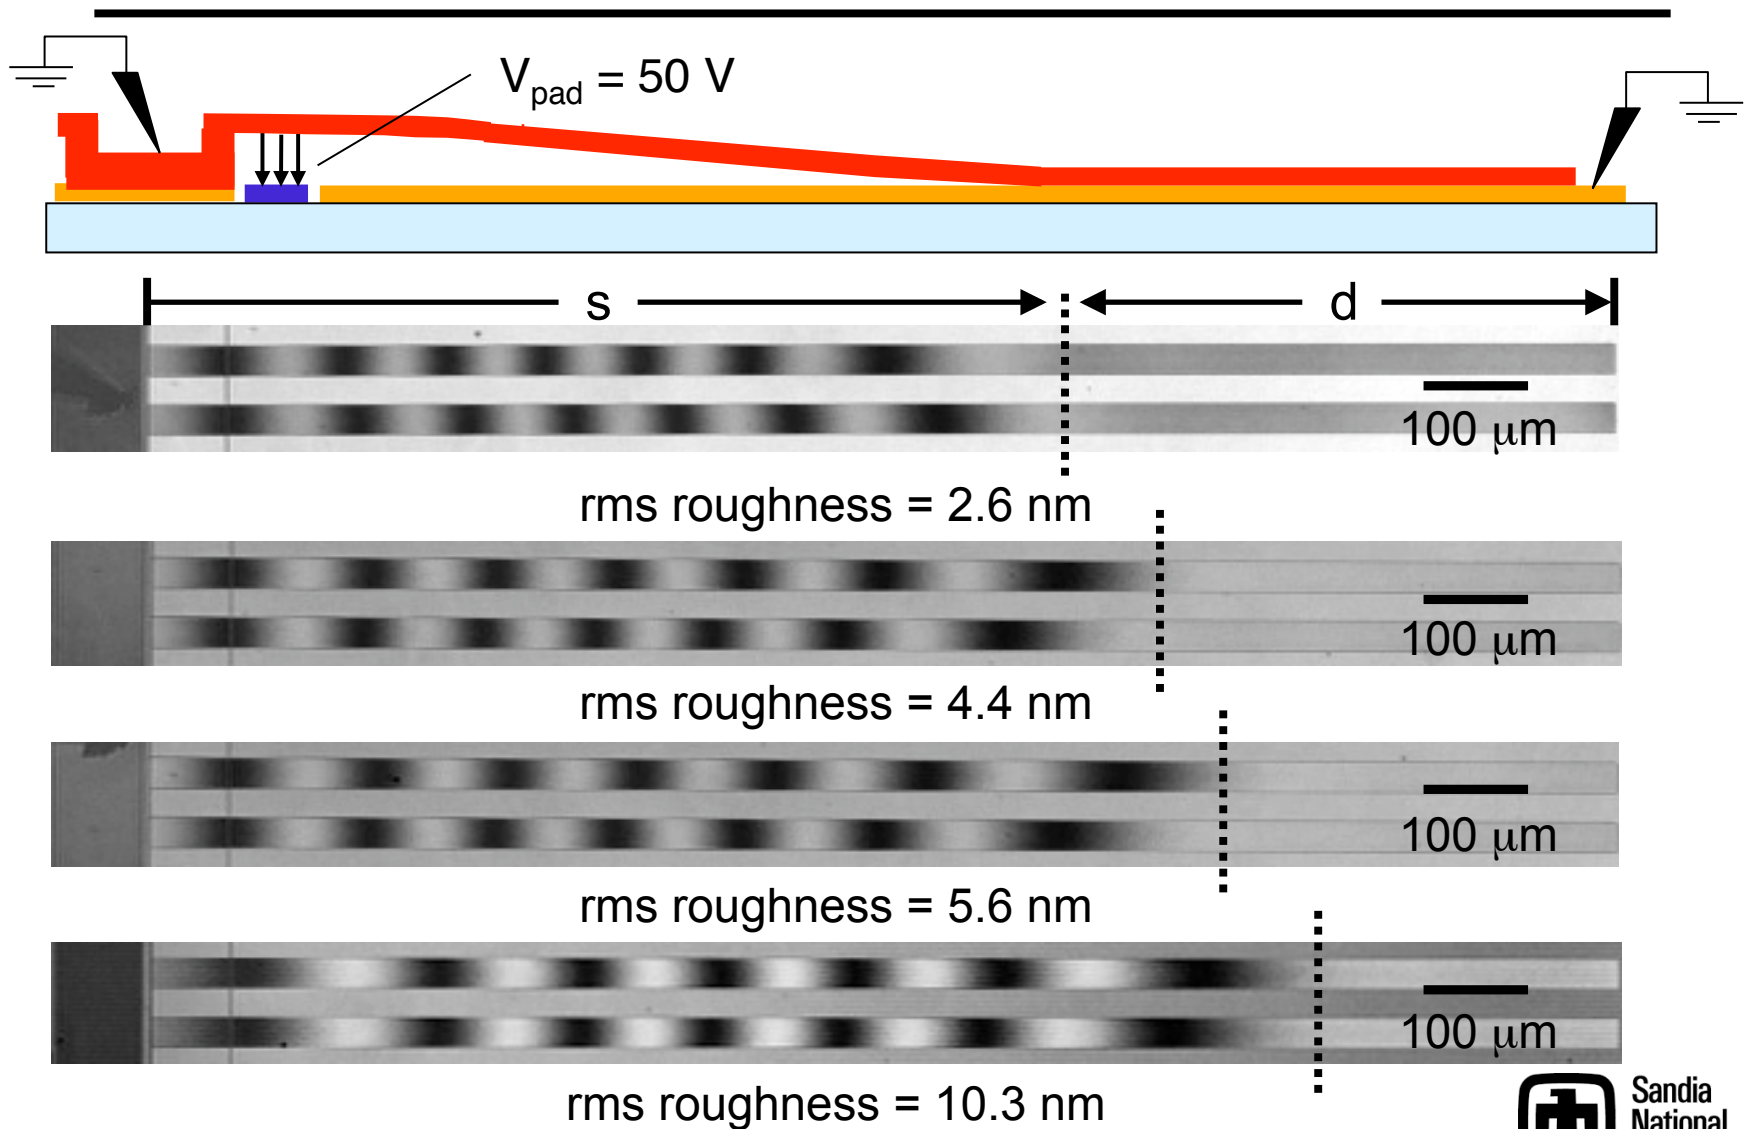 V_pad = 50 V
s
d
100 μm
rms roughness = 2.6 nm
100 μm
rms roughness = 4.4 nm
100 μm
rms roughness = 5.6 nm
100 μm
rms roughness = 10.3 nm
Sandia
National